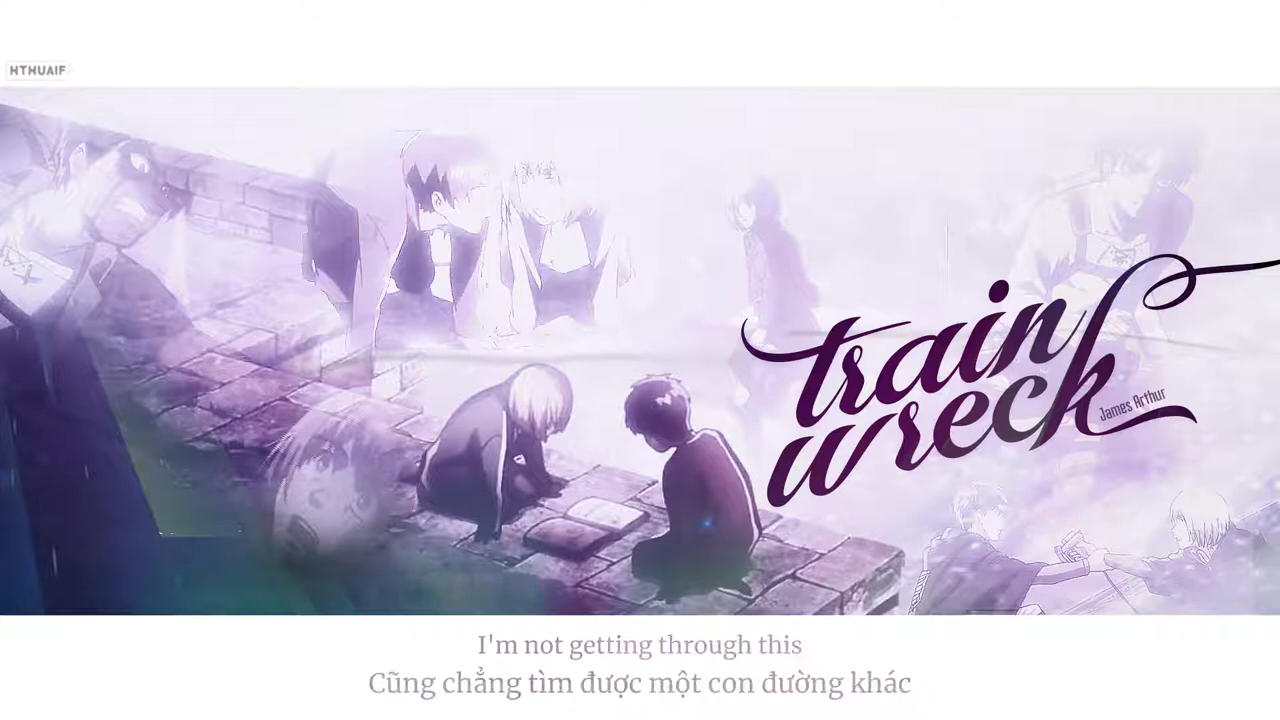 HTHUAIF
train
wreck
James Arthur
I'm not getting through this
Cũng chẳng tìm được một con đường khác